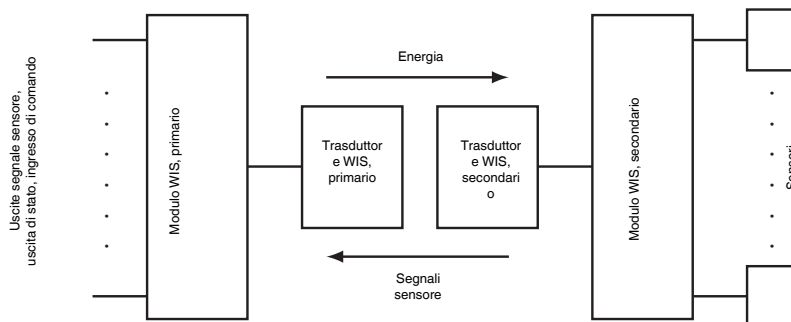 Uscite segnale sensore,
uscita di stato, ingresso di comando
Modulo WIS, primario
Energia
Trasduttor
e WIS,
primario
Trasduttor
e WIS,
secondari
o
Segnali
sensore
Modulo WIS, secondario
Sensori